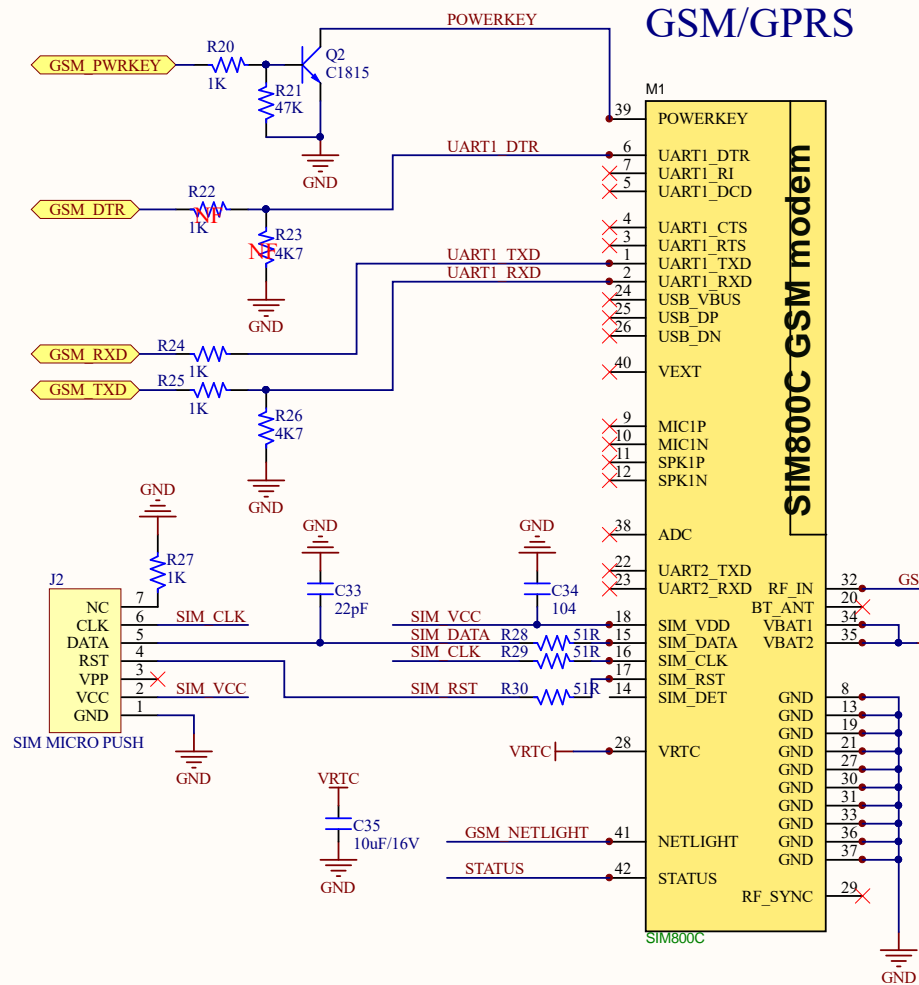 GSM/GPRS
POWERKEY
GSM_PWRKEY
R20
1K
Q2
C1815
R21
47K
GND
M1
39 POWERKEY
UART1_DTR
6 UART1_DTR
7 UART1_RI
5 UART1_DCD
GSM_DTR
R22
NF
1K
R23
NF
4K7
GND
4 UART1_CTS
3 UART1_RTS
UART1_TXD
1 UART1_TXD
UART1_RXD
2 UART1_RXD
24 USB_VBUS
25 USB_DP
26 USB_DN
GSM_RXD
R24
1K
GSM_TXD
R25
1K
R26
4K7
GND
40 VEXT
9 MIC1P
10 MIC1N
11 SPK1P
12 SPK1N
38 ADC
22 UART2_TXD
23 UART2_RXD
SIM800C GSM modem
GND
R27
1K
J2
7 NC
6 CLK
SIM_CLK
5 DATA
4 RST
3 VPP
2 VCC
SIM_VCC
1 GND
SIM MICRO PUSH
GND
GND
C33
22pF
GND
C34
104
SIM_VCC
18 SIM_VDD
SIM_DATA
R28
51R
15 SIM_DATA
SIM_CLK
R29
51R
16 SIM_CLK
17 SIM_RST
SIM_RST
R30
51R
14 SIM_DET
VRTC
28 VRTC
VRTC
C35
10uF/16V
GND
GSM_NETLIGHT
41 NETLIGHT
STATUS
42 STATUS
RF_IN 32
GS
BT_ANT 20
VBAT1 34
VBAT2 35
GND 8
GND 13
GND 19
GND 21
GND 27
GND 30
GND 31
GND 33
GND 36
GND 37
RF_SYNC 29
SIM800C
GND